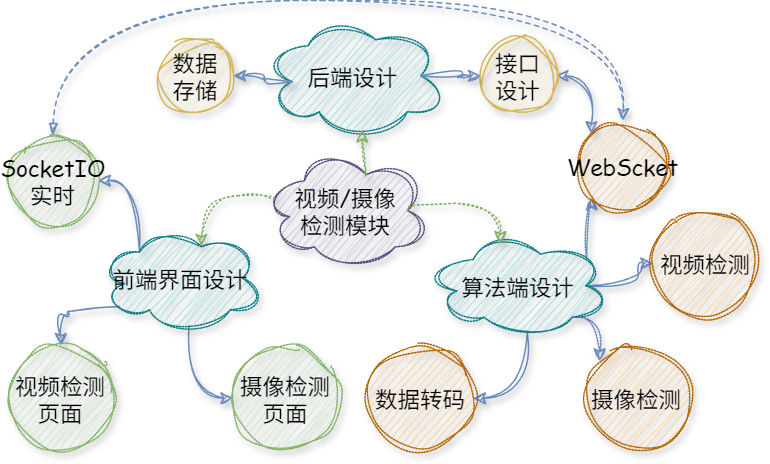 数据
存储
后端设计
接口
设计
SocketIO
实时
WebScket
视频/摄像
检测模块
前端界面设计
算法端设计
视频检测
视频检测
页面
摄像检测
页面
数据转码
摄像检测